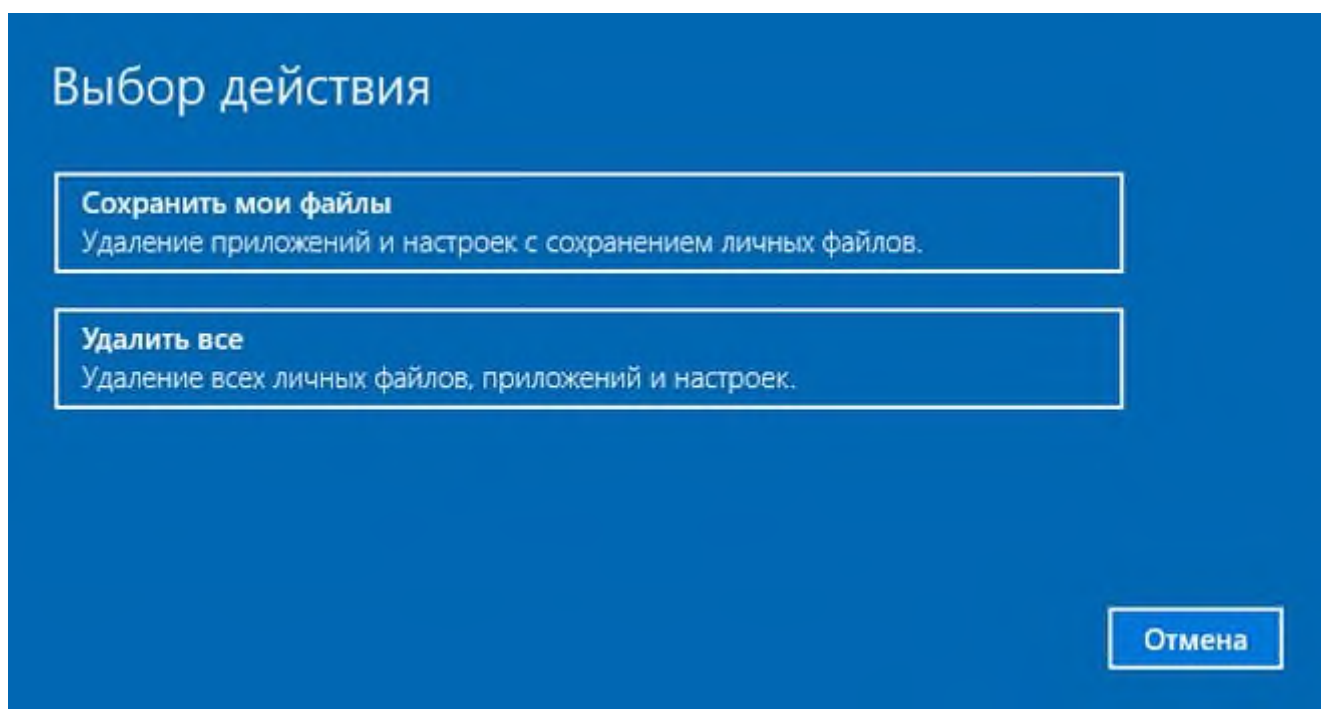 Выбор действия
Сохранить мои файлы
Удаление приложений и настроек с сохранением личных файлов.
Удалить все
Удаление всех личных файлов, приложений и настроек.
Отмена